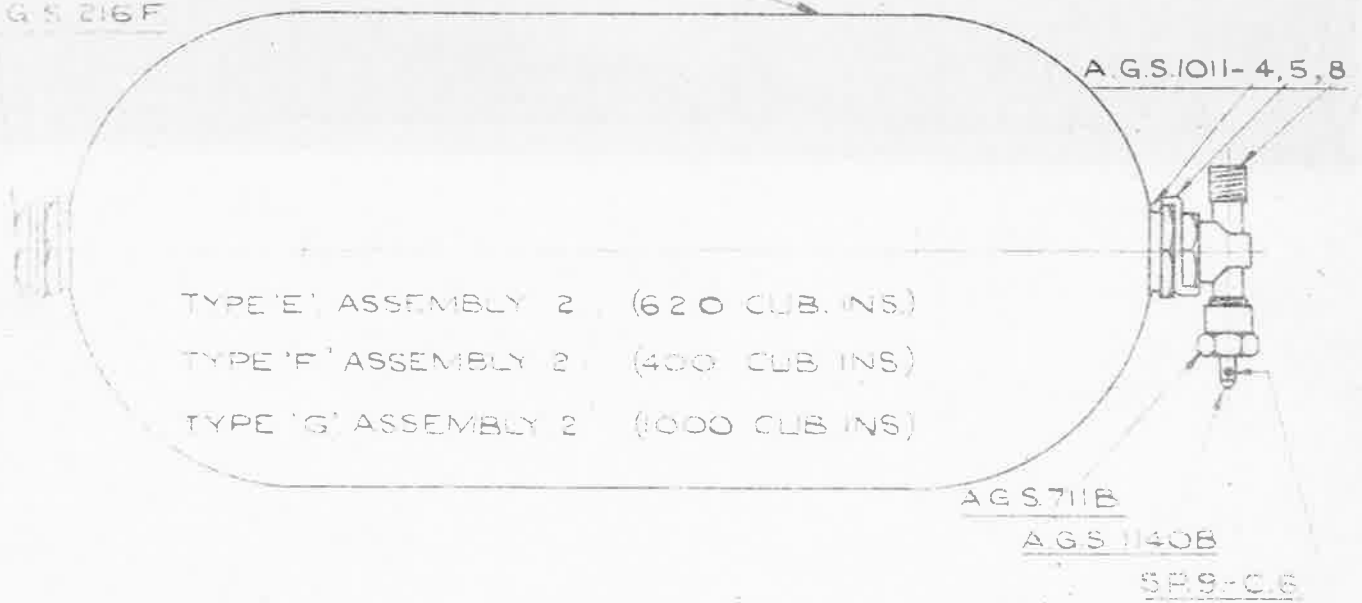 G.S. 216F
A.G.S. 1011-4, 5, 8
TYPE 'E' ASSEMBLY 2 (620 CUB. INS.)
TYPE 'F' ASSEMBLY 2 (400 CUB INS)
TYPE 'G' ASSEMBLY 2 (1000 CUB INS)
A.G.S. 711B
A.G.S. 1140B
SP.9-C.6